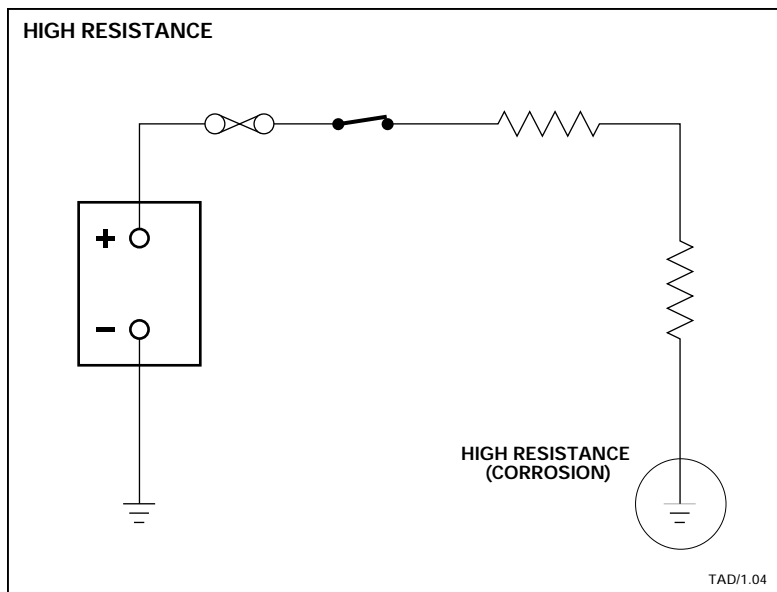 HIGH RESISTANCE
+
−
HIGH RESISTANCE
(CORROSION)
TAD/1.04